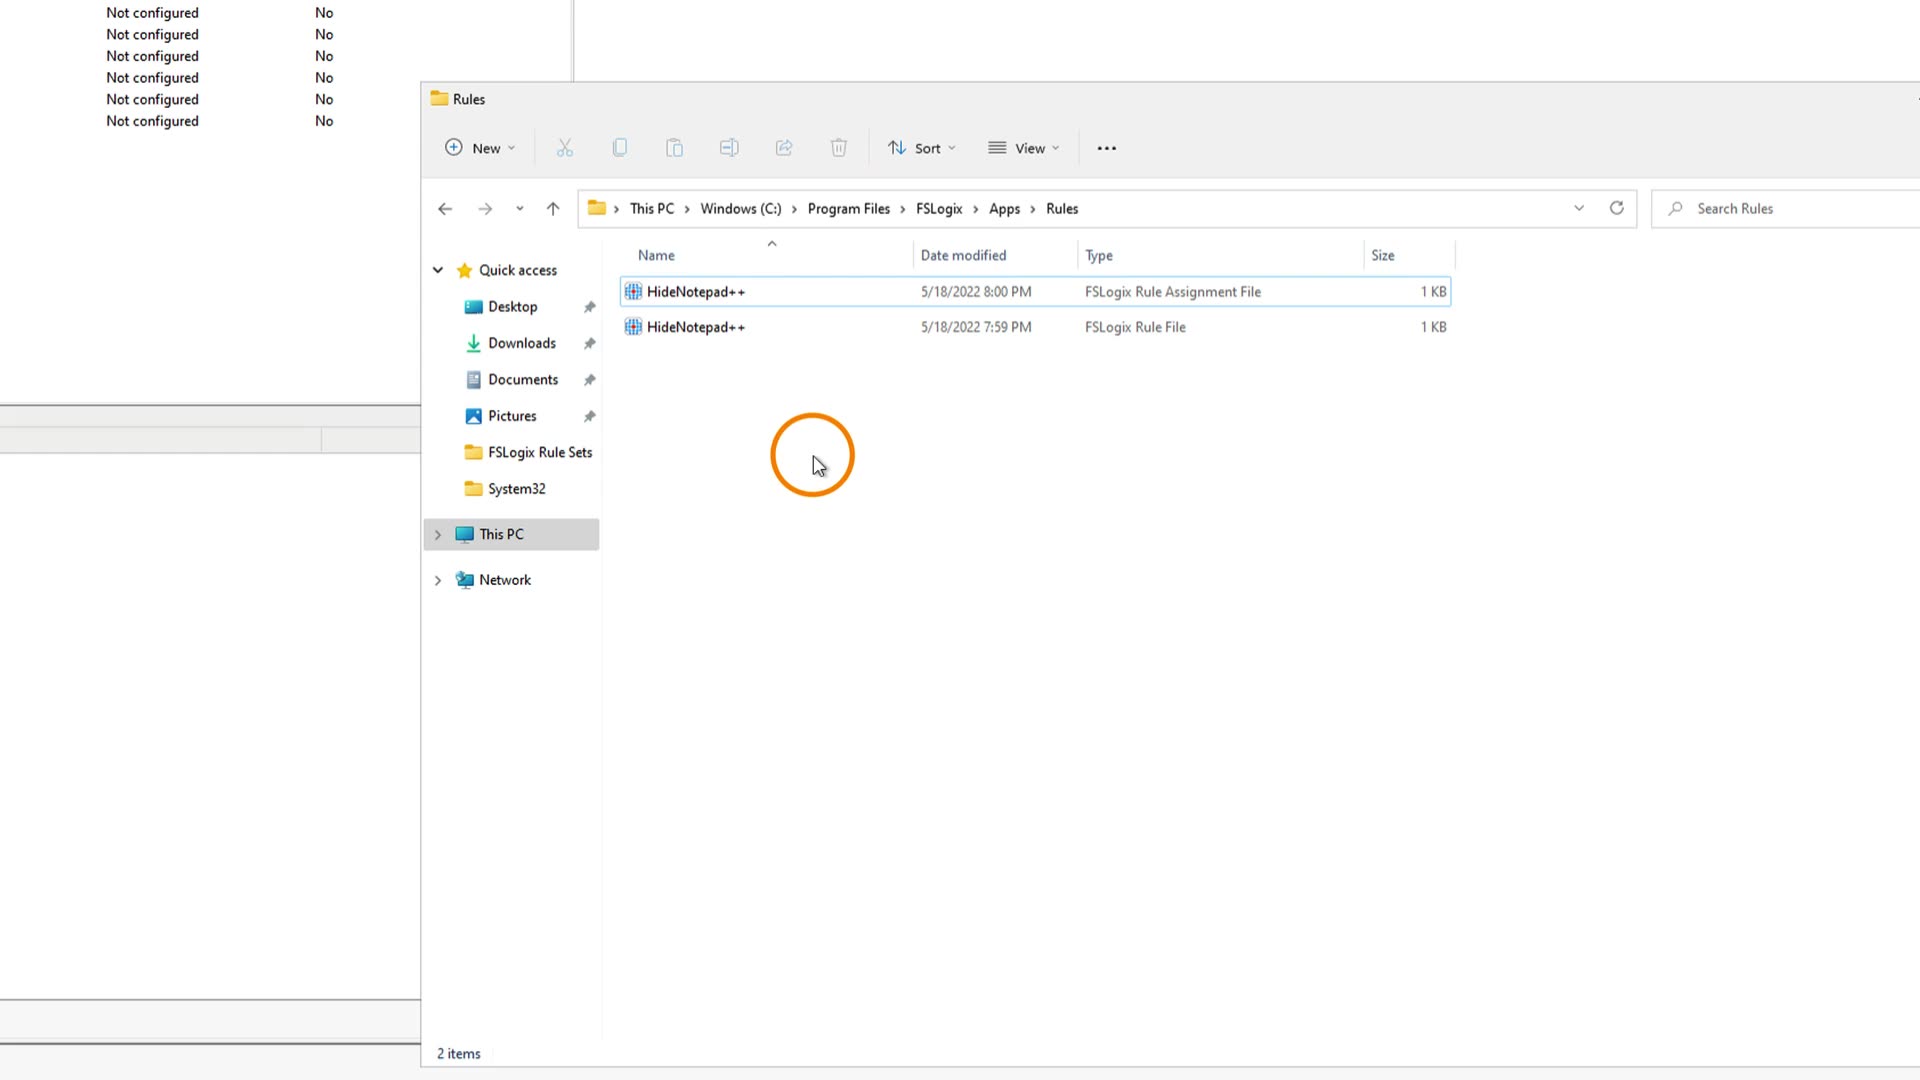 Not configured No
Not configured No
Not configured No
Not configured No
Not configured No
Not configured No
Rules
New
Sort
View
This PC
Windows (C:)
Program Files
FSLogix
Apps
Rules
Search Rules
Name
Date modified
Type
Size
Quick access
Desktop
Downloads
Documents
Pictures
FSLogix Rule Sets
System32
This PC
Network
HideNotepad++ 5/18/2022 8:00 PM FSLogix Rule Assignment File 1 KB
HideNotepad++ 5/18/2022 7:59 PM FSLogix Rule File 1 KB
2 items